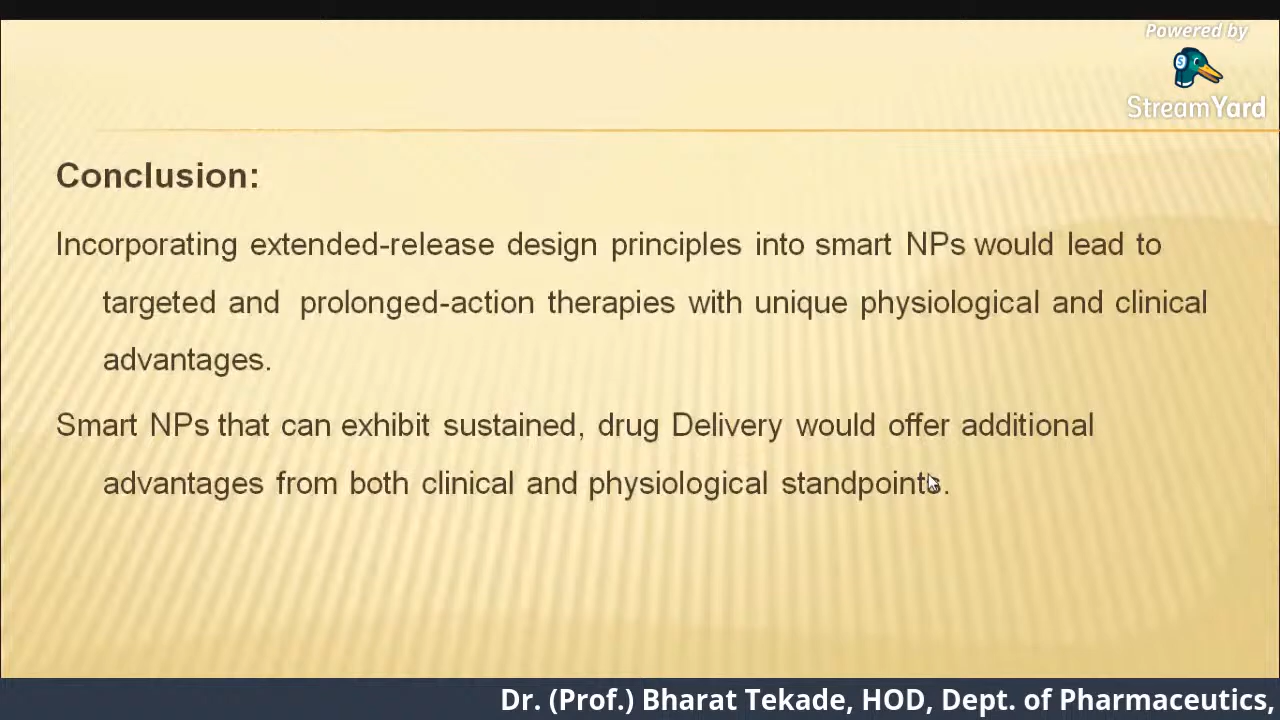 Powered by
StreamYard
Conclusion:
Incorporating extended-release design principles into smart NPs would lead to
targeted and prolonged-action therapies with unique physiological and clinical
advantages.
Smart NPs that can exhibit sustained, drug Delivery would offer additional
advantages from both clinical and physiological standpoints.
Dr. (Prof.) Bharat Tekade, HOD, Dept. of Pharmaceutics,